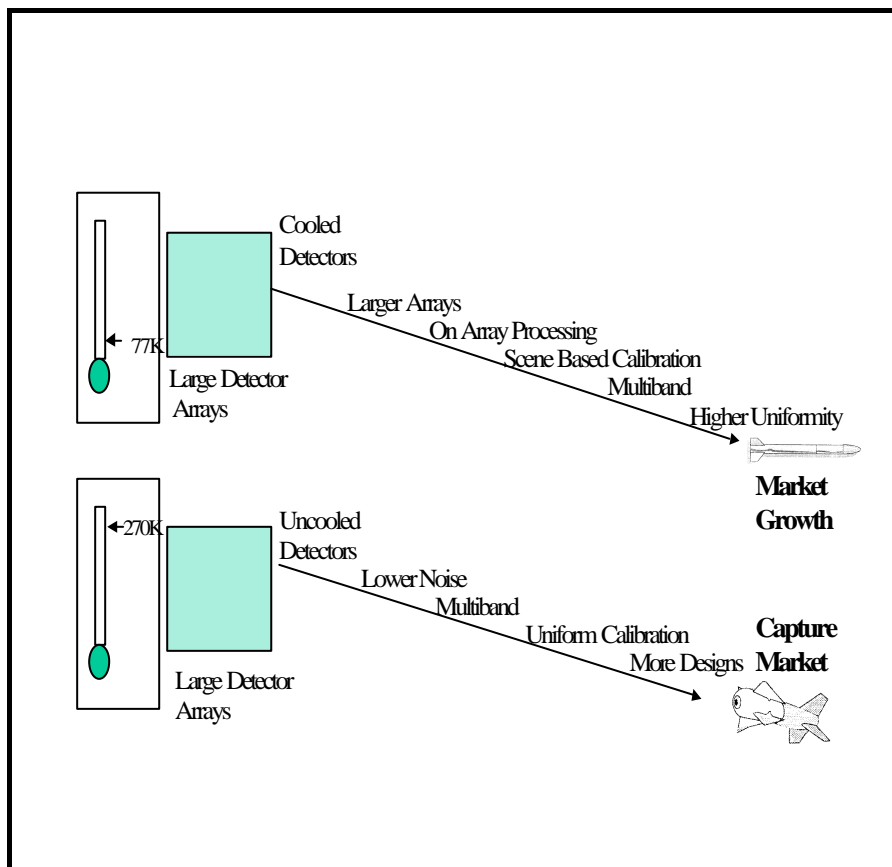 Cooled
Detectors
77K
Large Detector
Arrays
Larger Arrays
On Array Processing
Scene Based Calibration
Multiband
Higher Uniformity
Market
Growth
270K
Uncooled
Detectors
Large Detector
Arrays
Lower Noise
Multiband
Uniform Calibration
More Designs
Capture
Market